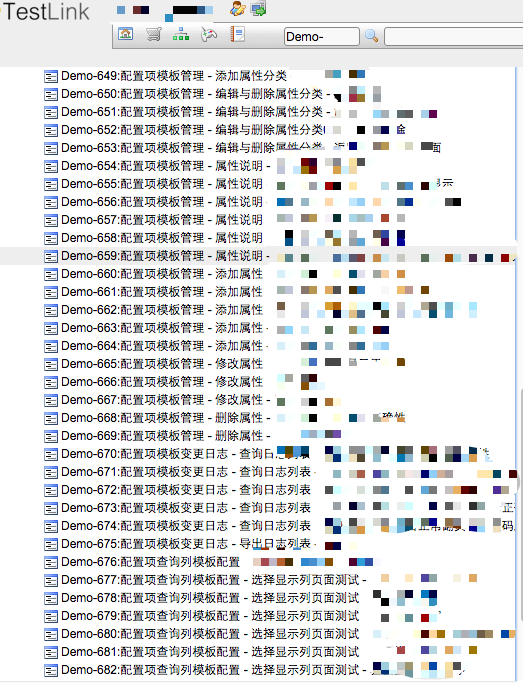 TestLink
Demo-
Demo-649:配置项模板管理 - 添加属性分类
Demo-650:配置项模板管理 - 编辑与删除属性分类 -
Demo-651:配置项模板管理 - 编辑与删除属性分类 -
Demo-652:配置项模板管理 - 编辑与删除属性分类
Demo-653:配置项模板管理 - 编辑与删除属性分类 面
Demo-654:配置项模板管理 - 属性说明 -
Demo-655:配置项模板管理 - 属性说明 - 示
Demo-656:配置项模板管理 - 属性说明 -
Demo-657:配置项模板管理 - 属性说明
Demo-658:配置项模板管理 - 属性说明
Demo-659:配置项模板管理 - 属性说明 -
Demo-660:配置项模板管理 - 添加属性
Demo-661:配置项模板管理 - 添加属性
Demo-662:配置项模板管理 - 添加属性 -
Demo-663:配置项模板管理 - 添加属性 -
Demo-664:配置项模板管理 - 添加属性 -
Demo-665:配置项模板管理 - 修改属性
Demo-666:配置项模板管理 - 修改属性
Demo-667:配置项模板管理 - 修改属性 -
Demo-668:配置项模板管理 - 删除属性 - 确性
Demo-669:配置项模板管理 - 删除属性 -
Demo-670:配置项模板变更日志 - 查询日志列表
Demo-671:配置项模板变更日志 - 查询日志列表 -
Demo-672:配置项模板变更日志 - 查询日志列表 -
Demo-673:配置项模板变更日志 - 查询日志列表 正
Demo-674:配置项模板变更日志 - 查询日志列表 码
Demo-675:配置项模板变更日志 - 导出日志列表 -
Demo-676:配置项查询列模板配置
Demo-677:配置项查询列模板配置 - 选择显示列页面测试 -
Demo-678:配置项查询列模板配置 - 选择显示列页面测试
Demo-679:配置项查询列模板配置 - 选择显示列页面测试
Demo-680:配置项查询列模板配置 - 选择显示列页面测试 -
Demo-681:配置项查询列模板配置 - 选择显示列页面测试 -
Demo-682:配置项查询列模板配置 - 选择显示列页面测试 -